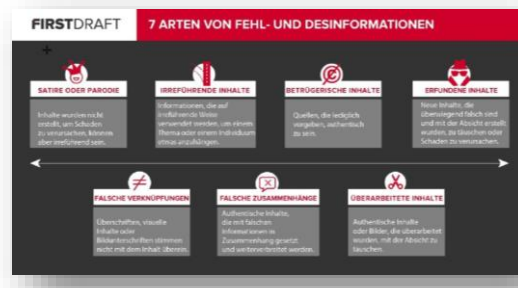 FIRSTDRAFT
7 ARTEN VON FEHL- UND DESINFORMATIONEN
SATIRE ODER PARODIE
Inhalte wurden nicht
erstellt, um Schaden
zu verursachen, können
aber irreführend sein.
IRREFÜHRENDE INHALTE
Informationen, die auf
irreführende Weise
verwendet werden, um einem
Thema oder einem Individuum
etwas anzuhängen.
BETRÜGERISCHE INHALTE
Quellen, die lediglich
vorgeben, authentisch
zu sein.
ERFUNDENE INHALTE
Neue Inhalte, die
überwiegend falsch sind
und mit der Absicht erstellt
wurden, zu täuschen oder
Schaden zu verursachen.
FALSCHE VERKNÜPFUNGEN
Überschriften, visuelle
Inhalte oder
Bildunterschriften stimmen
nicht mit dem Inhalt überein.
FALSCHE ZUSAMMENHÄNGE
Authentische Inhalte,
die mit falschen
Informationen in
Zusammenhang gesetzt
und weiterverbreitet werden.
ÜBERARBEITETE INHALTE
Authentische Inhalte
oder Bilder, die überarbeitet
wurden, mit der Absicht zu
täuschen.